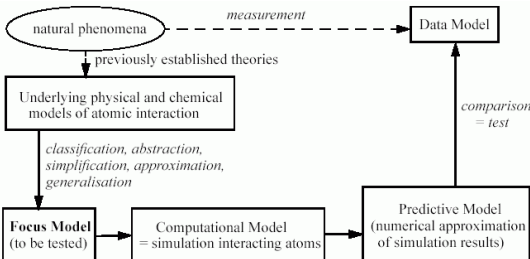 natural phenomena
measurement
Data Model
previously established theories
Underlying physical and chemical
models of atomic interaction
classification, abstraction,
simplification, approximation,
generalisation
comparison
= test
Focus Model
(to be tested)
Computational Model
= simulation interacting atoms
Predictive Model
(numerical approximation
of simulation results)